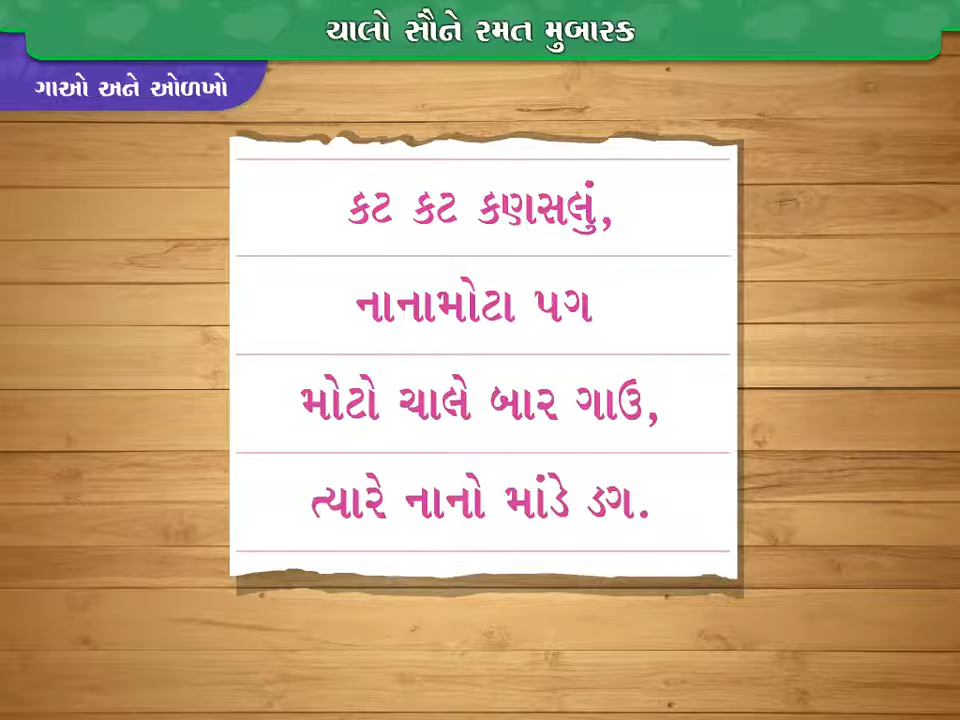 ચાલો સૌને રમત મુબારક
ગાઓ અને ઓળખો
કટ કટ કણસલું,
નાનામોટા પગ
મોટો ચાલે બાર ગાઉ,
ત્યારે નાનો માંડે ડગ.